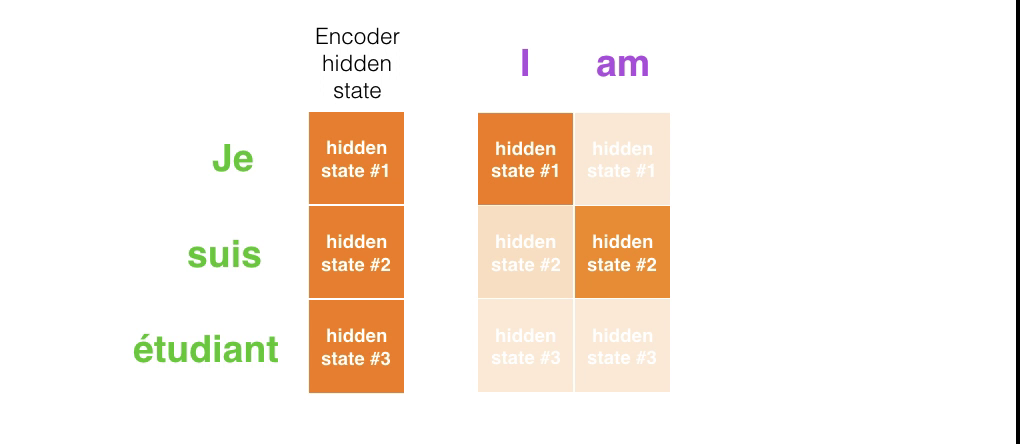 Encoder
hidden
state
I am
Je
hidden
state #1
hidden
state #1
hidden
state #1
suis
hidden
state #2
hidden
state #2
hidden
state #2
étudiant
hidden
state #3
hidden
state #3
hidden
state #3